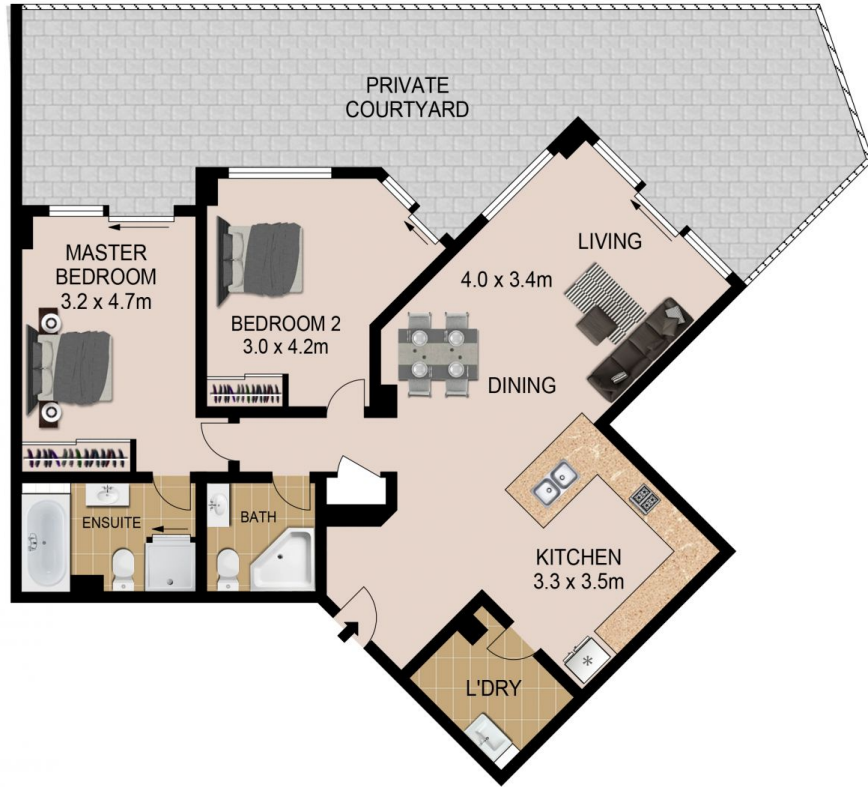 PRIVATE
COURTYARD
LIVING
4.0 x 3.4m
MASTER
BEDROOM
3.2 x 4.7m
BEDROOM 2
3.0 x 4.2m
DINING
ENSUITE
BATH
KITCHEN
3.3 x 3.5m
L'DRY